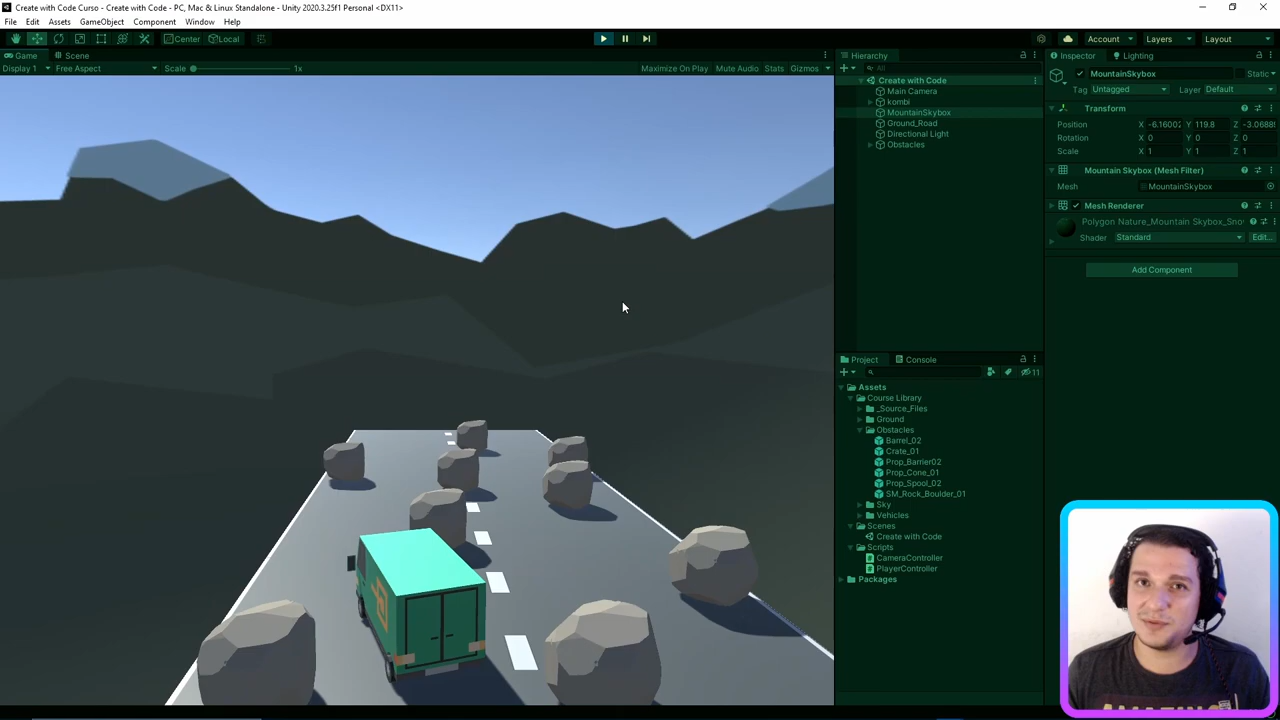 Create with Code Curso - Create with Code - PC, Mac & Linux Standalone - Unity 2020.3.25f1 Personal <DX11>
File Edit Assets GameObject Component Window Help
Center Local Account Layers Layout
Game Scene
Display 1 Free Aspect Scale 1x Maximize On Play Mute Audio Stats Gizmos
Hierarchy
All
Create with Code
Main Camera
kombi
MountainSkybox
Ground_Road
Directional Light
Obstacles
Inspector Lighting
MountainSkybox Static
Tag Untagged Layer Default
Transform
Position X -6.16002 Y 119.8 Z -3.0688
Rotation X 0 Y 0 Z 0
Scale X 1 Y 1 Z 1
Mountain Skybox (Mesh Filter)
Mesh MountainSkybox
Mesh Renderer
Polygon Nature_Mountain Skybox_Sno
Shader Standard Edit...
Add Component
Project Console
11
Assets
Course Library
_Source_Files
Ground
Obstacles
Barrel_02
Crate_01
Prop_Barrier02
Prop_Cone_01
Prop_Spool_02
SM_Rock_Boulder_01
Sky
Vehicles
Scenes
Create with Code
Scripts
CameraController
PlayerController
Packages